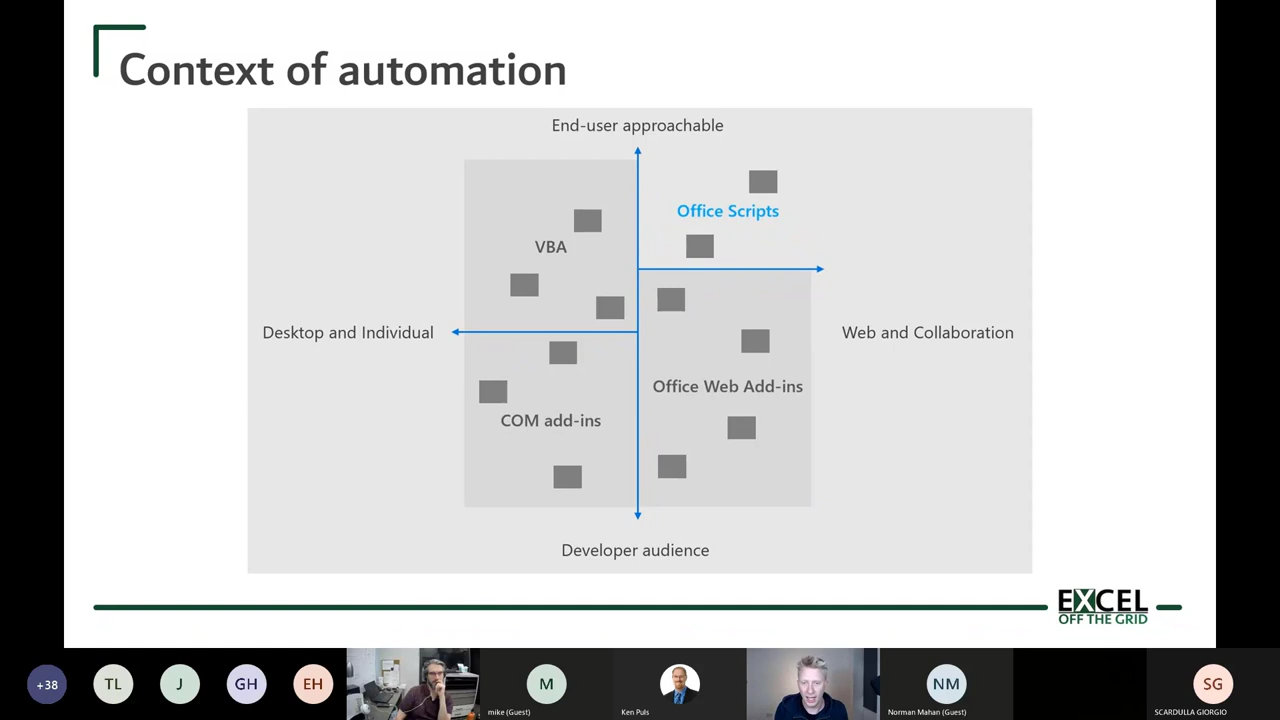 Context of automation
End-user approachable
Office Scripts
VBA
Desktop and Individual
Web and Collaboration
Office Web Add-ins
COM add-ins
Developer audience
EXCEL
OFF THE GRID
+38
TL
J
GH
EH
M
NM
SG
mike (Guest)
Ken Puls
Norman Mahan (Guest)
SCARDULLA GIORGIO